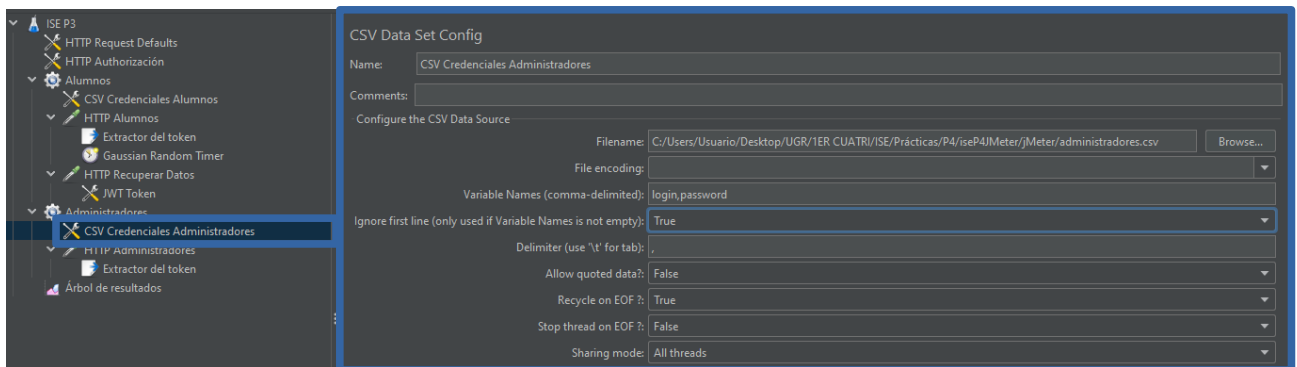 ISE P3
HTTP Request Defaults
HTTP Authorización
Alumnos
CSV Credenciales Alumnos
HTTP Alumnos
Extractor del token
Gaussian Random Timer
HTTP Recuperar Datos
JWT Token
Administradores
CSV Credenciales Administradores
HTTP Administradores
Extractor del token
Árbol de resultados
CSV Data Set Config
Name: CSV Credenciales Administradores
Comments:
Configure the CSV Data Source
Filename: C:/Users/Usuario/Desktop/UGR/1ER CUATRI/ISE/Prácticas/P4/iseP4JMeter/jMeter/administradores.csv Browse...
File encoding:
Variable Names (comma-delimited): login,password
Ignore first line (only used if Variable Names is not empty): True
Delimiter (use '\t' for tab): ,
Allow quoted data?: False
Recycle on EOF ?: True
Stop thread on EOF ?: False
Sharing mode: All threads